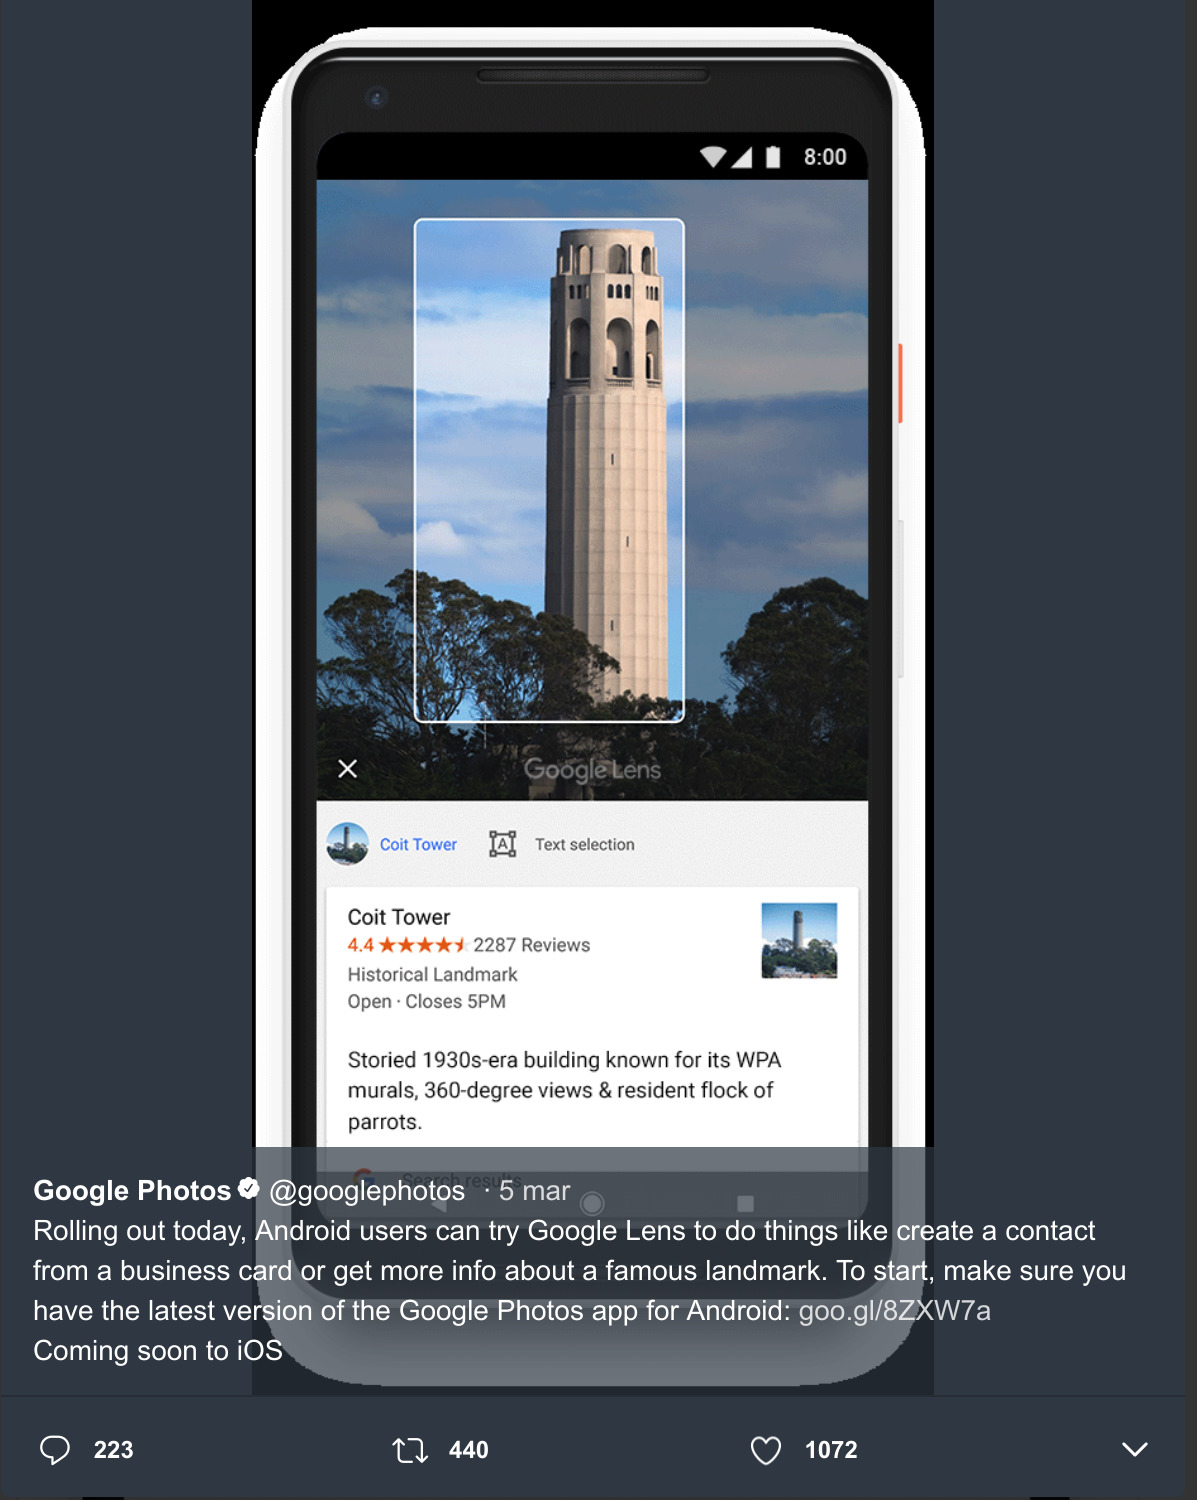 8:00
Google Lens
Coit Tower
Text selection
Coit Tower
4.4 2287 Reviews
Historical Landmark
Open · Closes 5PM
Storied 1930s-era building known for its WPA
murals, 360-degree views & resident flock of
parrots.
Search results
Google Photos @googlephotos · 5 mar
Rolling out today, Android users can try Google Lens to do things like create a contact
from a business card or get more info about a famous landmark. To start, make sure you
have the latest version of the Google Photos app for Android: goo.gl/8ZXW7a
Coming soon to iOS
223
440
1072